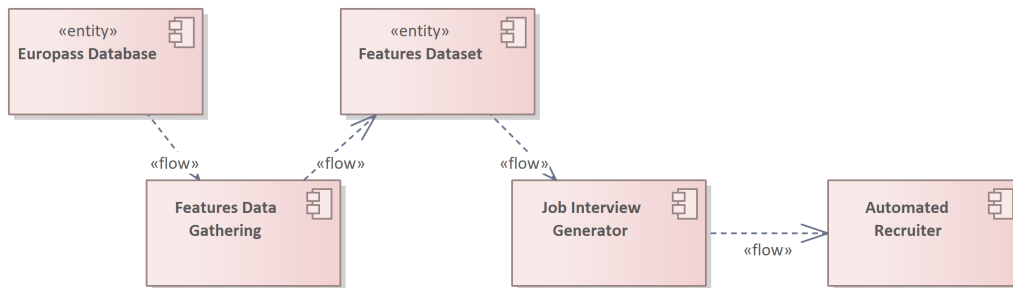 «entity»
Europass Database
«entity»
Features Dataset
«flow»
«flow»
«flow»
Features Data
Gathering
Job Interview
Generator
Automated
Recruiter
«flow»